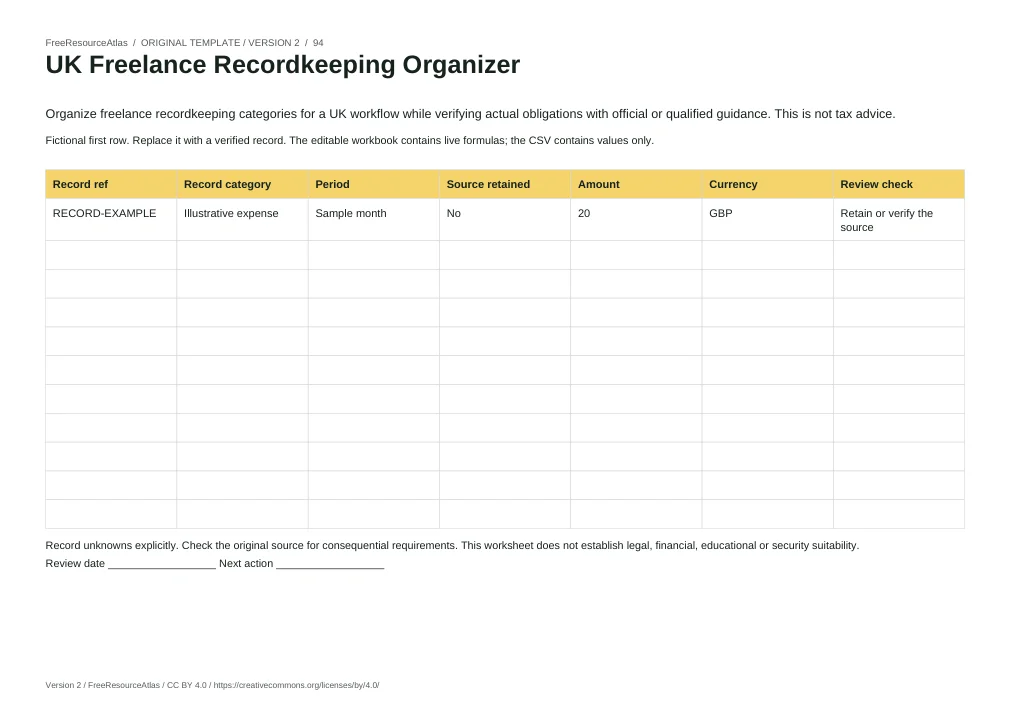 FreeResourceAtlas / ORIGINAL TEMPLATE / VERSION 2 / 94
UK Freelance Recordkeeping Organizer
Organize freelance recordkeeping categories for a UK workflow while verifying actual obligations with official or qualified guidance. This is not tax advice.
Fictional first row. Replace it with a verified record. The editable workbook contains live formulas; the CSV contains values only.
Record ref Record category Period Source retained Amount Currency Review check
RECORD-EXAMPLE Illustrative expense Sample month No 20 GBP Retain or verify the
source
Record unknowns explicitly. Check the original source for consequential requirements. This worksheet does not establish legal, financial, educational or security suitability.
Review date __________________ Next action __________________
Version 2 / FreeResourceAtlas / CC BY 4.0 / https://creativecommons.org/licenses/by/4.0/